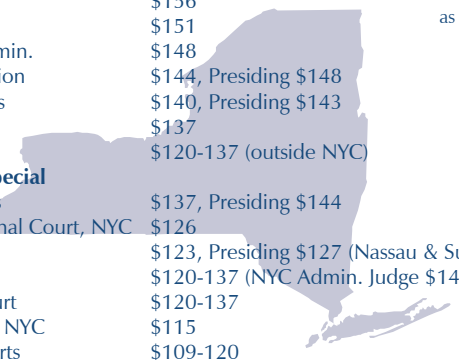 $156
$151
as
min. $148
ion $144, Presiding $148
s $140, Presiding $143
$137
$120-137 (outside NYC)
pecial
$137, Presiding $144
nal Court, NYC $126
$123, Presiding $127 (Nassau & Su
$120-137 (NYC Admin. Judge $14
urt $120-137
NYC $115
rts $109-120